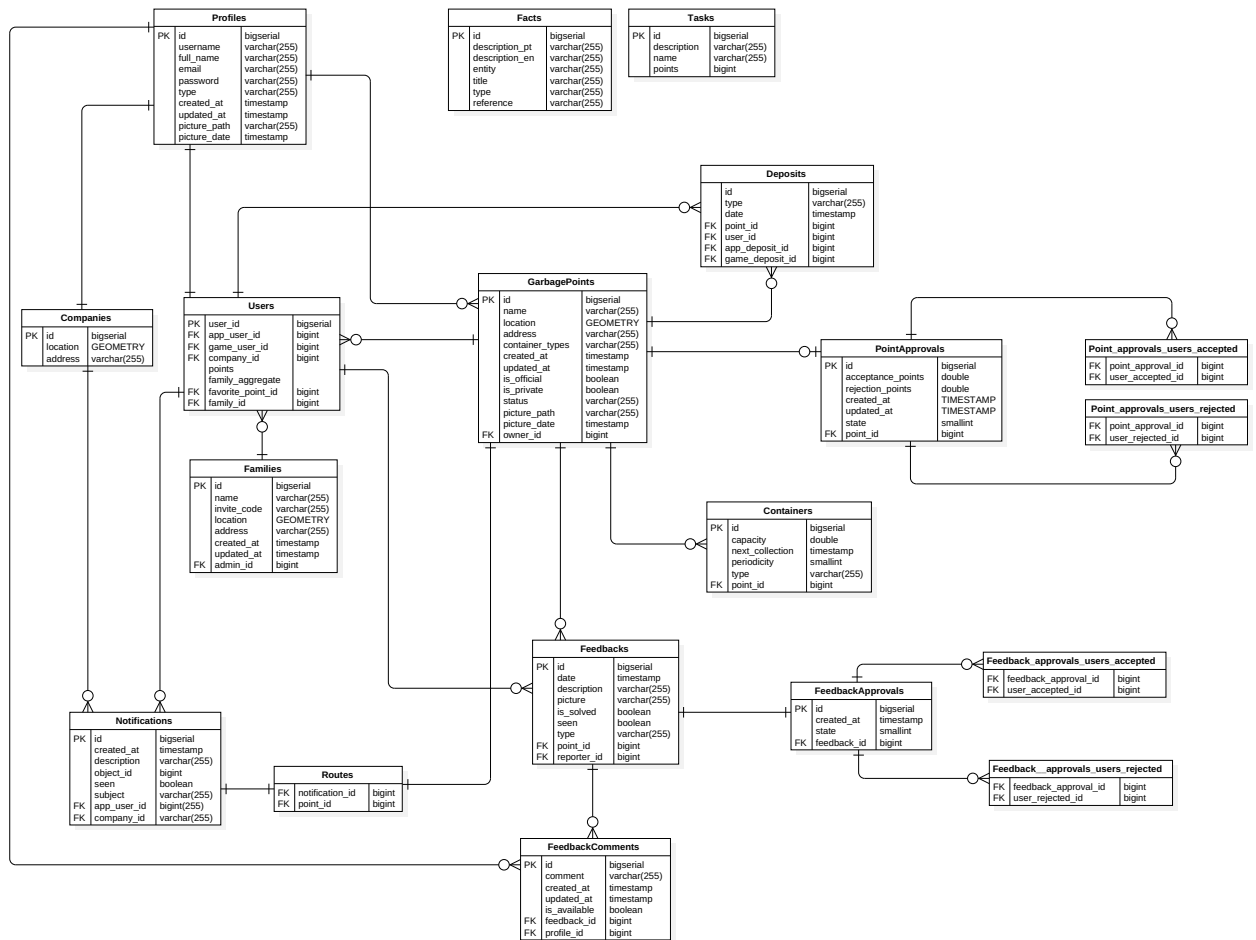 Profiles
PK id bigserial
username varchar(255)
full_name varchar(255)
email varchar(255)
password varchar(255)
type varchar(255)
created_at timestamp
updated_at timestamp
picture_path varchar(255)
picture_date timestamp
Facts
PK id bigserial
description_pt varchar(255)
description_en varchar(255)
entity varchar(255)
title varchar(255)
type varchar(255)
reference varchar(255)
Tasks
PK id bigserial
description varchar(255)
name varchar(255)
points bigint
Deposits
id bigserial
type varchar(255)
date timestamp
FK point_id bigint
FK user_id bigint
FK app_deposit_id bigint
FK game_deposit_id bigint
Companies
PK id bigserial
location GEOMETRY
address varchar(255)
Users
PK user_id bigserial
FK app_user_id bigint
FK game_user_id bigint
FK company_id bigint
points
family_aggregate
FK favorite_point_id bigint
FK family_id bigint
GarbagePoints
PK id bigserial
name varchar(255)
location GEOMETRY
address varchar(255)
container_types varchar(255)
created_at timestamp
updated_at timestamp
is_official boolean
is_private boolean
status varchar(255)
picture_path varchar(255)
picture_date timestamp
FK owner_id bigint
PointApprovals
PK id bigserial
acceptance_points double
rejection_points double
created_at TIMESTAMP
updated_at TIMESTAMP
state smallint
FK point_id bigint
Point_approvals_users_accepted
FK point_approval_id bigint
FK user_accepted_id bigint
Point_approvals_users_rejected
FK point_approval_id bigint
FK user_rejected_id bigint
Families
PK id bigserial
name varchar(255)
invite_code varchar(255)
location GEOMETRY
address varchar(255)
created_at timestamp
updated_at timestamp
FK admin_id bigint
Containers
PK id bigserial
capacity double
next_collection timestamp
periodicity smallint
type varchar(255)
FK point_id bigint
Feedbacks
PK id bigserial
date timestamp
description varchar(255)
picture varchar(255)
is_solved boolean
seen boolean
type varchar(255)
FK point_id bigint
FK reporter_id bigint
FeedbackApprovals
PK id bigserial
created_at timestamp
state smallint
FK feedback_id bigint
Feedback_approvals_users_accepted
FK feedback_approval_id bigint
FK user_accepted_id bigint
Feedback__approvals_users_rejected
FK feedback_approval_id bigint
FK user_rejected_id bigint
Notifications
PK id bigserial
created_at timestamp
description varchar(255)
object_id bigint
seen boolean
subject varchar(255)
FK app_user_id bigint(255)
FK company_id varchar(255)
Routes
FK notification_id bigint
FK point_id bigint
FeedbackComments
PK id bigserial
comment varchar(255)
created_at timestamp
updated_at timestamp
is_available boolean
FK feedback_id bigint
FK profile_id bigint